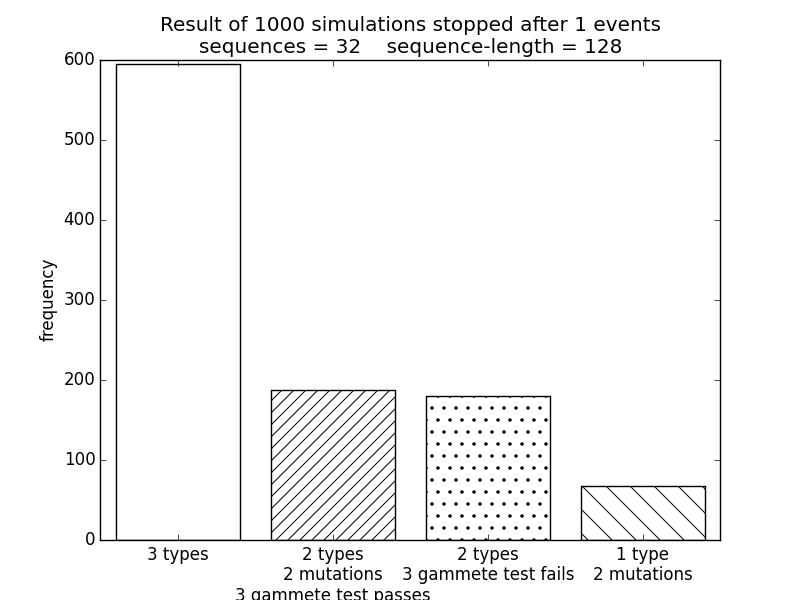 Result of 1000 simulations stopped after 1 events
sequences = 32    sequence-length = 128
600
500
400
300
200
100
0
frequency
3 types
2 types
2 mutations
3 gammete test passes
2 types
3 gammete test fails
1 type
2 mutations